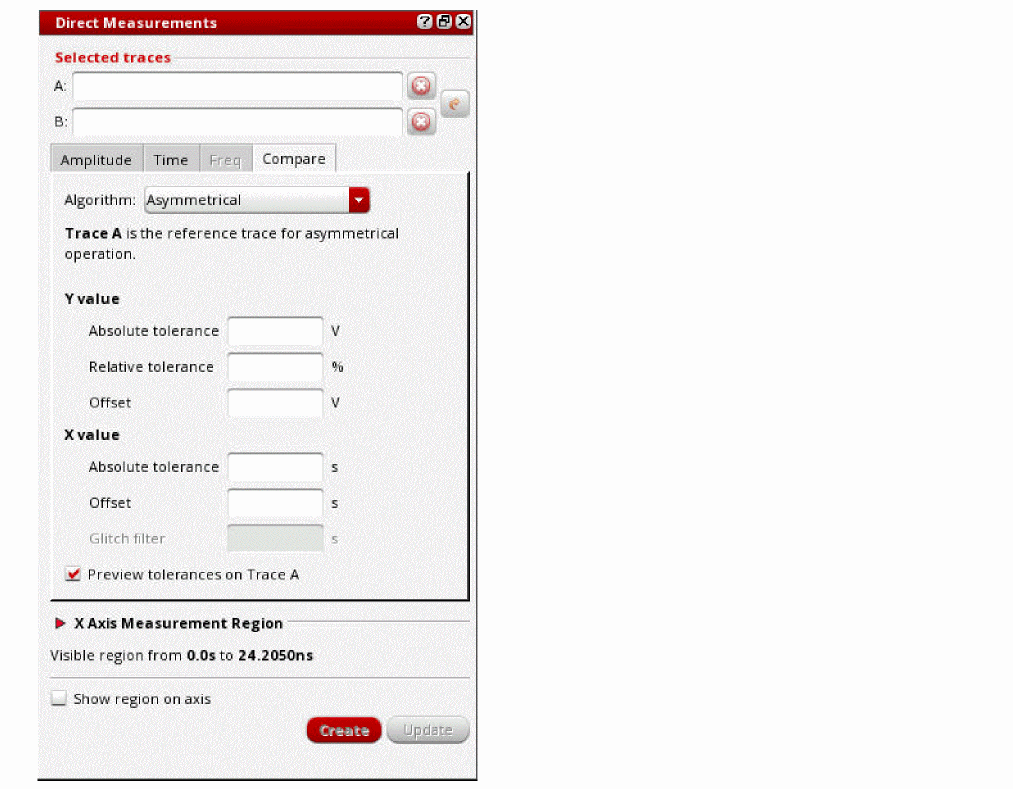 Direct Measurements
Selected traces
A:
B:
Amplitude Time Freq Compare
Algorithm: Asymmetrical
Trace A is the reference trace for asymmetrical
operation.
Y value
Absolute tolerance V
Relative tolerance %
Offset V
X value
Absolute tolerance s
Offset s
Glitch filter s
Preview tolerances on Trace A
X Axis Measurement Region
Visible region from 0.0s to 24.2050ns
Show region on axis
Create Update